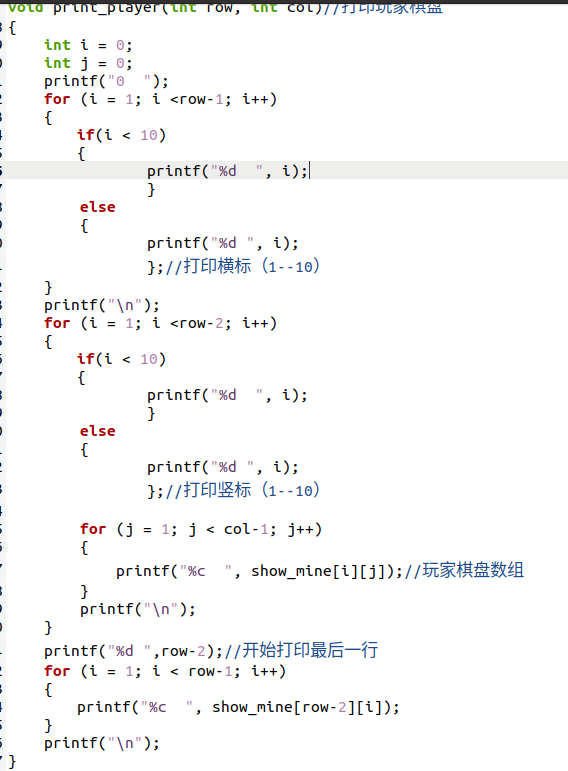 void print_player(int row, int col)//打印玩家棋盘
{
    int i = 0;
    int j = 0;
    printf("0  ");
    for (i = 1; i <row-1; i++)
    {
        if(i < 10)
        {
                printf("%d  ", i);
                }
        else
        {
                printf("%d ", i);
                };//打印横标（1--10）
    }
    printf("\n");
    for (i = 1; i <row-2; i++)
    {
        if(i < 10)
        {
                printf("%d  ", i);
                }
        else
        {
                printf("%d ", i);
                };//打印竖标（1--10）
        for (j = 1; j < col-1; j++)
        {
            printf("%c  ", show_mine[i][j]);//玩家棋盘数组
        }
        printf("\n");
    }
    printf("%d ",row-2);//开始打印最后一行
    for (i = 1; i < row-1; i++)
    {
        printf("%c  ", show_mine[row-2][i]);
    }
    printf("\n");
}